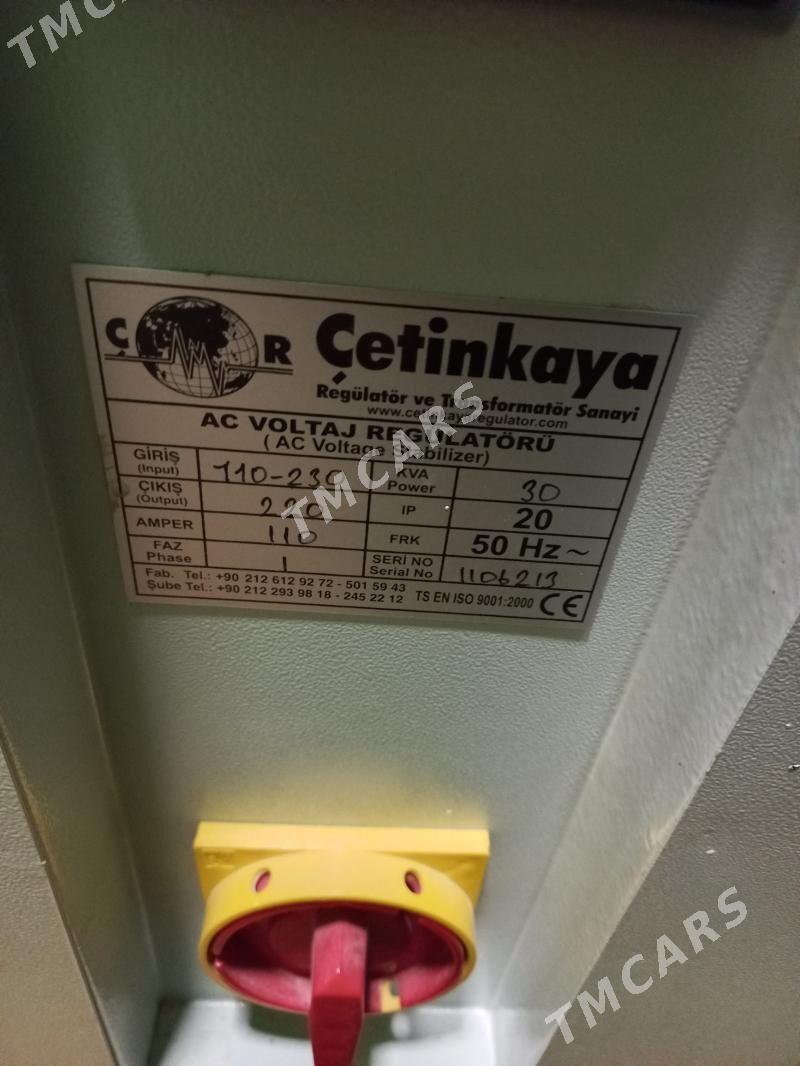 TMCARS
Ç R Çetinkaya
Regülatör ve Transformatör Sanayi
www.cetinkayaregulator.com
AC VOLTAJ REGÜLATÖRÜ
( AC Voltage Stabilizer)
GİRİŞ (Input) 110-230 KVA Power 30
ÇIKIŞ (Output) 220 IP 20
AMPER 110 FRK 50 Hz ~
FAZ Phase 1 SERİ NO Serial No 1106213
Fab. Tel.: +90 212 612 92 72 - 501 59 43
Şube Tel.: +90 212 293 98 18 - 245 22 12 TS EN ISO 9001:2000 CE
TMCARS
TMCARS